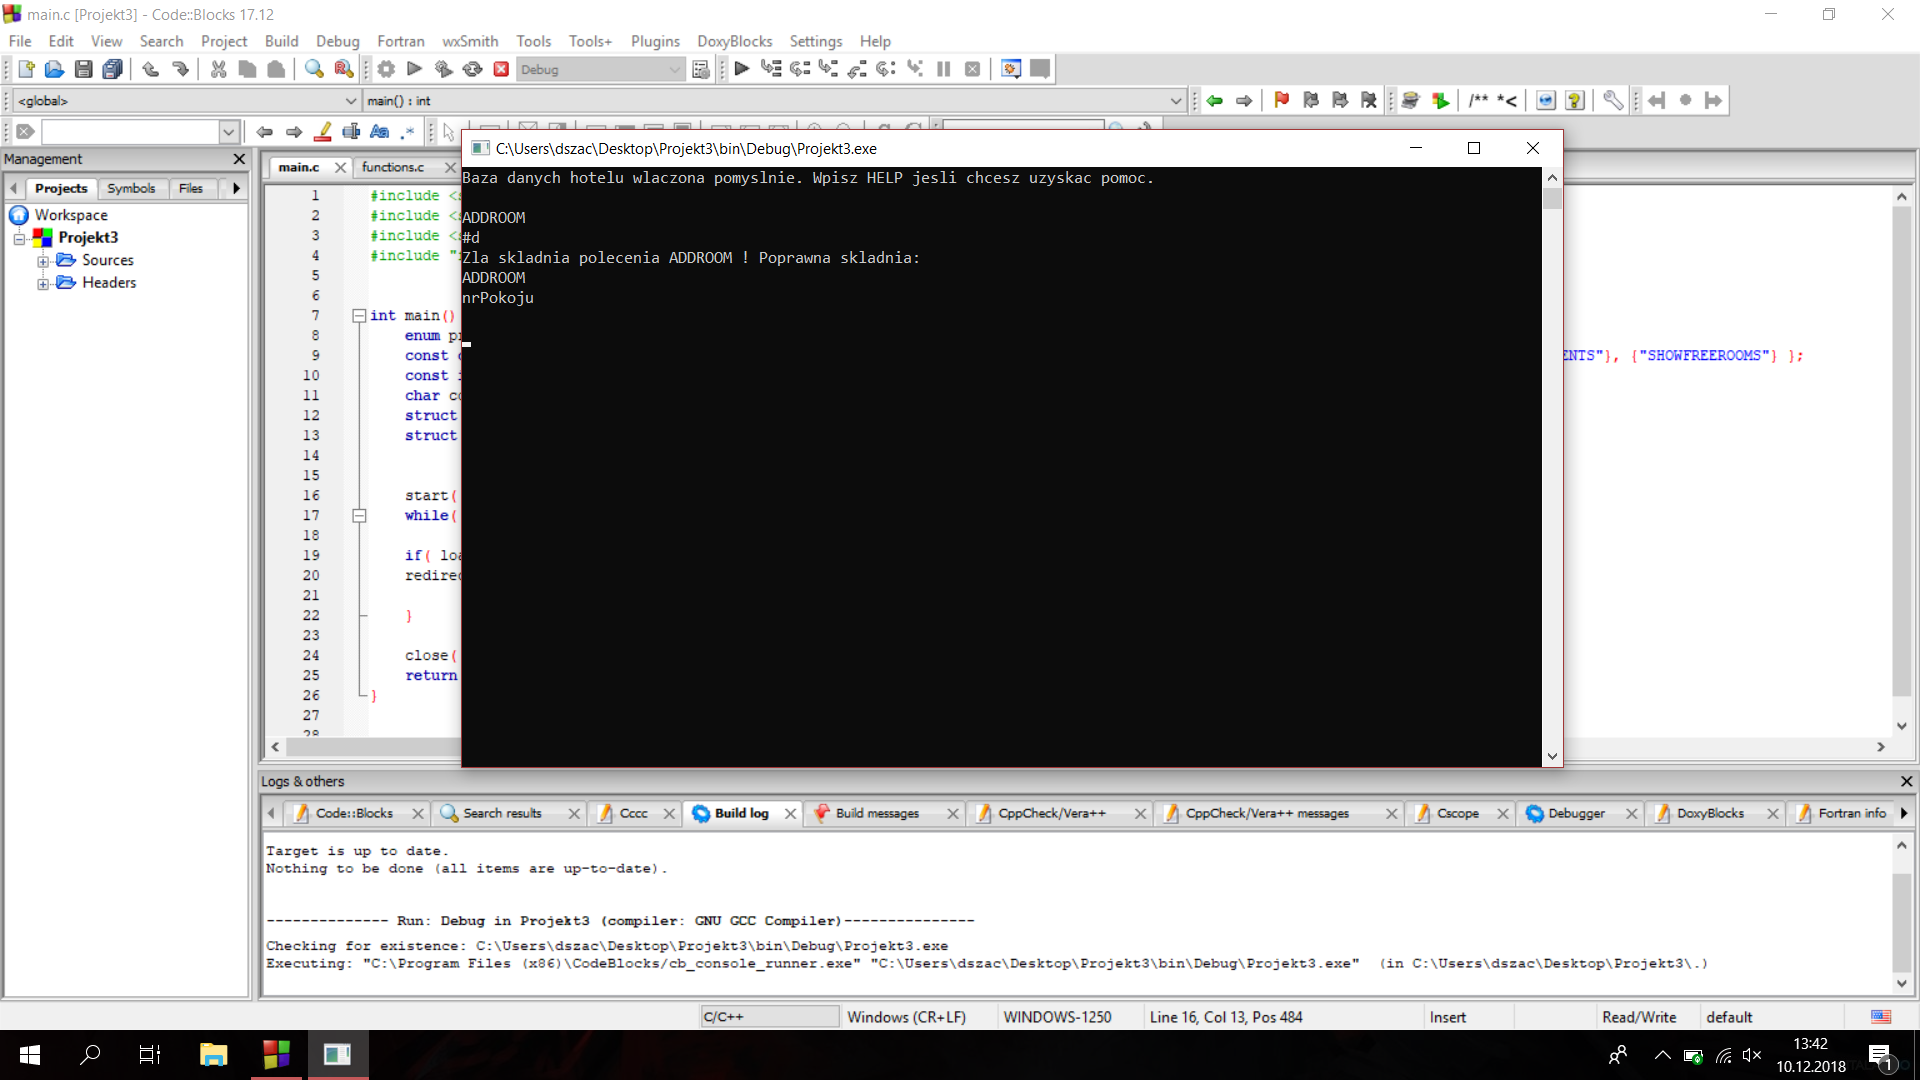 main.c [Projekt3] - Code::Blocks 17.12
File Edit View Search Project Build Debug Fortran wxSmith Tools Tools+ Plugins DoxyBlocks Settings Help
Debug
<global> main() : int
/** *<
Management
Projects Symbols Files
Workspace
Projekt3
Sources
Headers
main.c functions.c
1 #include <s
2 #include <s
3 #include <s
4 #include "
5
6
7 int main()
8 enum p
9 const ENTS"}, {"SHOWFREEROOMS"} };
10 const
11 char c
12 struct
13 struct
14
15
16 start(
17 while(
18
19 if( loa
20 redirec
21
22 }
23
24 close(
25 return
26 }
27
28
C:\Users\dszac\Desktop\Projekt3\bin\Debug\Projekt3.exe
Baza danych hotelu wlaczona pomyslnie. Wpisz HELP jesli chcesz uzyskac pomoc.
ADDROOM
#d
Zla skladnia polecenia ADDROOM ! Poprawna skladnia:
ADDROOM
nrPokoju
Logs & others
Code::Blocks Search results Cccc Build log Build messages CppCheck/Vera++ CppCheck/Vera++ messages Cscope Debugger DoxyBlocks Fortran info
Target is up to date.
Nothing to be done (all items are up-to-date).
-------------- Run: Debug in Projekt3 (compiler: GNU GCC Compiler)---------------
Checking for existence: C:\Users\dszac\Desktop\Projekt3\bin\Debug\Projekt3.exe
Executing: "C:\Program Files (x86)\CodeBlocks/cb_console_runner.exe" "C:\Users\dszac\Desktop\Projekt3\bin\Debug\Projekt3.exe" (in C:\Users\dszac\Desktop\Projekt3\.)
C/C++ Windows (CR+LF) WINDOWS-1250 Line 16, Col 13, Pos 484 Insert Read/Write default
13:42
10.12.2018
1